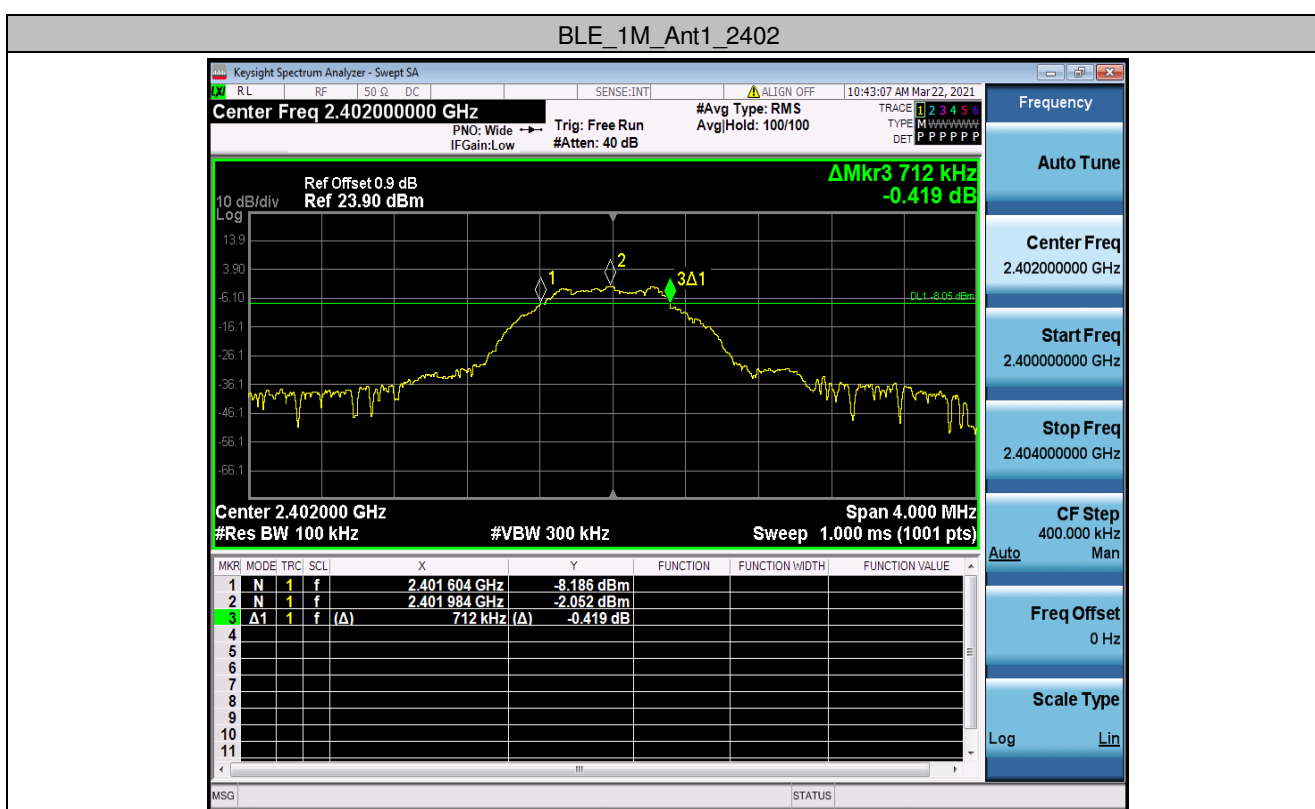 BLE_1M_Ant1_2402
Keysight Spectrum Analyzer - Swept SA
LXI RL RF 50 Ω DC SENSE:INT ALIGN OFF 10:43:07 AM Mar 22, 2021
Center Freq 2.402000000 GHz
PNO: Wide
IFGain:Low
Trig: Free Run
#Atten: 40 dB
#Avg Type: RMS
Avg|Hold: 100/100
TRACE 1 2 3 4 5 6
TYPE M WWWWW
DET P P P P P P
ΔMkr3 712 kHz
-0.419 dB
Ref Offset 0.9 dB
10 dB/div Ref 23.90 dBm
Log
13.9
3.90
-6.10
-16.1
-26.1
-36.1
-46.1
-56.1
-66.1
1
2
3Δ1
DL1 -8.05 dBm
Center 2.402000 GHz Span 4.000 MHz
#Res BW 100 kHz #VBW 300 kHz Sweep 1.000 ms (1001 pts)
MKR MODE TRC SCL X Y FUNCTION FUNCTION WIDTH FUNCTION VALUE
1 N 1 f 2.401 604 GHz -8.186 dBm
2 N 1 f 2.401 984 GHz -2.052 dBm
3 Δ1 1 f (Δ) 712 kHz (Δ) -0.419 dB
4
5
6
7
8
9
10
11
MSG STATUS
Frequency
Auto Tune
Center Freq
2.402000000 GHz
Start Freq
2.400000000 GHz
Stop Freq
2.404000000 GHz
CF Step
400.000 kHz
Auto Man
Freq Offset
0 Hz
Scale Type
Log Lin